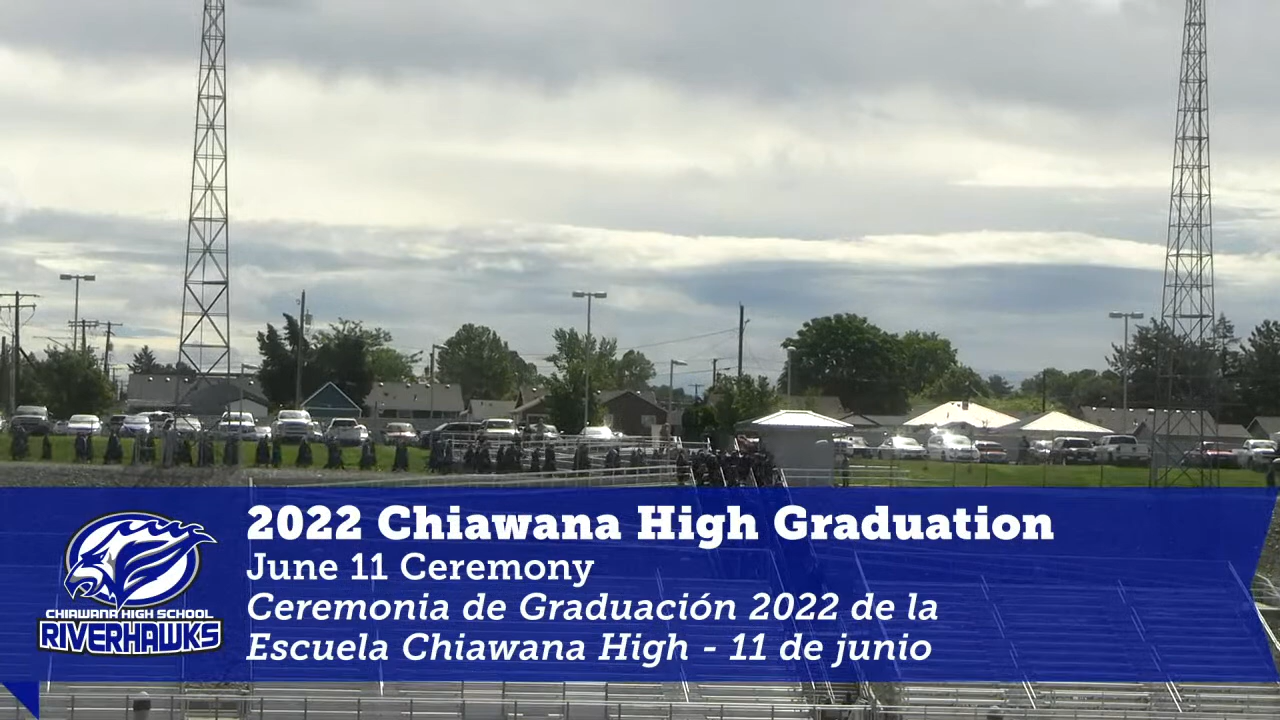 2022 Chiawana High Graduation
June 11 Ceremony
Ceremonia de Graduación 2022 de la
Escuela Chiawana High - 11 de junio
CHIAWANA HIGH SCHOOL
RIVERHAWKS